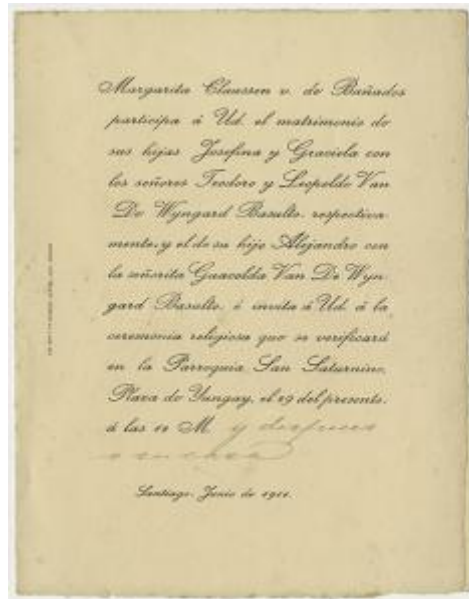 Margarita Claussen v. de Bañados
participa á Ud. el matrimonio de
sus hijas Josefina y Graciela con
los señores Teodoro y Leopoldo Van
De Wyngard Basulto, respectiva-
mente, y el de su hijo Alejandro con
la señorita Guacolda Van De Wyn-
gard Basulto, é invita á Ud. á la
ceremonia religiosa que se verificará
en la Parroquia San Saturnino,
Plaza de Yungay, el 29 del presente,
á las 11 M. y despues
a su casa
Santiago, Junio de 1911.